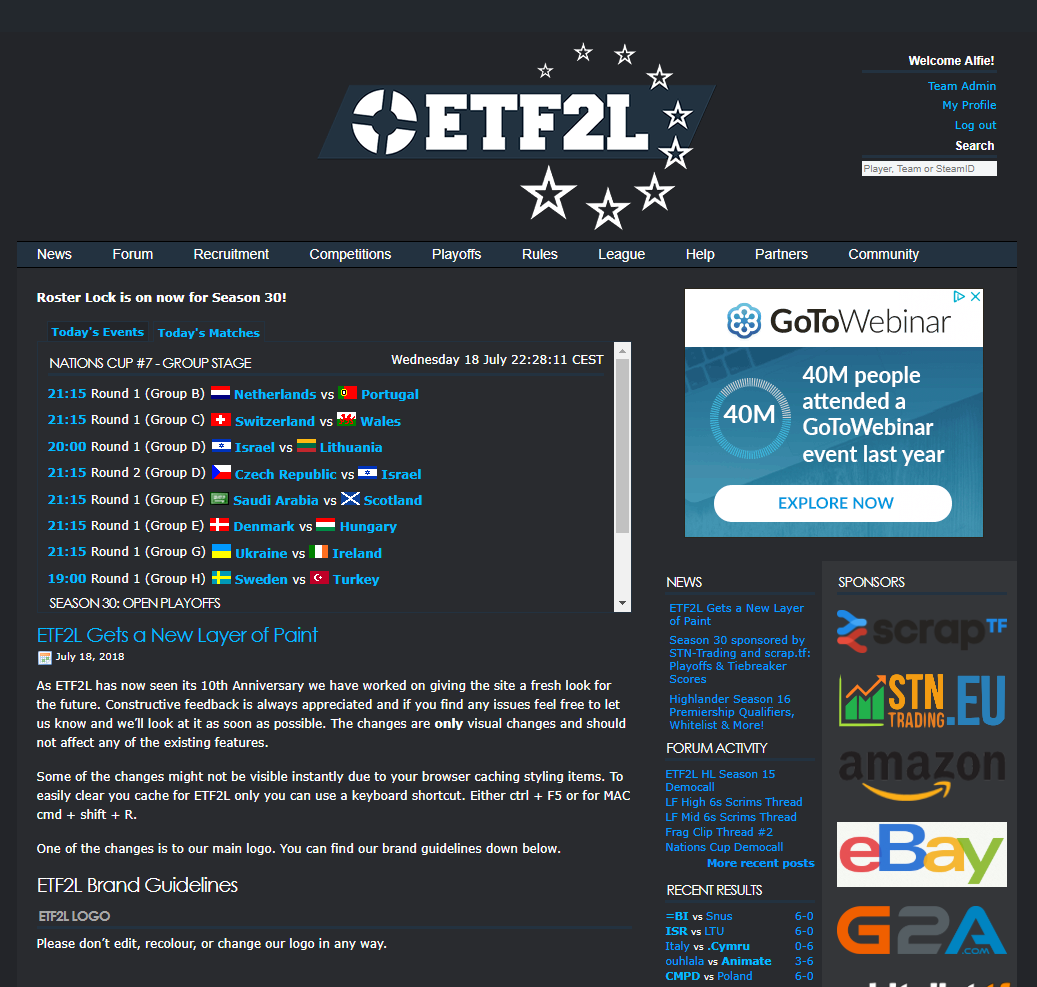 ETF2L
Welcome Alfie!
Team Admin
My Profile
Log out
Search
Player, Team or SteamID
News Forum Recruitment Competitions Playoffs Rules League Help Partners Community
Roster Lock is on now for Season 30!
Today's Events Today's Matches
NATIONS CUP #7 - GROUP STAGE Wednesday 18 July 22:28:11 CEST
21:15 Round 1 (Group B) Netherlands vs Portugal
21:15 Round 1 (Group C) Switzerland vs Wales
20:00 Round 1 (Group D) Israel vs Lithuania
21:15 Round 2 (Group D) Czech Republic vs Israel
21:15 Round 1 (Group E) Saudi Arabia vs Scotland
21:15 Round 1 (Group E) Denmark vs Hungary
21:15 Round 1 (Group G) Ukraine vs Ireland
19:00 Round 1 (Group H) Sweden vs Turkey
SEASON 30: OPEN PLAYOFFS
ETF2L Gets a New Layer of Paint
July 18, 2018
As ETF2L has now seen its 10th Anniversary we have worked on giving the site a fresh look for
the future. Constructive feedback is always appreciated and if you find any issues feel free to let
us know and we'll look at it as soon as possible. The changes are only visual changes and should
not affect any of the existing features.
Some of the changes might not be visible instantly due to your browser caching styling items. To
easily clear you cache for ETF2L only you can use a keyboard shortcut. Either ctrl + F5 or for MAC
cmd + shift + R.
One of the changes is to our main logo. You can find our brand guidelines down below.
ETF2L Brand Guidelines
ETF2L LOGO
Please don't edit, recolour, or change our logo in any way.
GoToWebinar
40M
40M people
attended a
GoToWebinar
event last year
EXPLORE NOW
NEWS
ETF2L Gets a New Layer
of Paint
Season 30 sponsored by
STN-Trading and scrap.tf:
Playoffs & Tiebreaker
Scores
Highlander Season 16
Premiership Qualifiers,
Whitelist & More!
FORUM ACTIVITY
ETF2L HL Season 15
Democall
LF High 6s Scrims Thread
LF Mid 6s Scrims Thread
Frag Clip Thread #2
Nations Cup Democall
More recent posts
RECENT RESULTS
=BI vs Snus 6-0
ISR vs LTU 6-0
Italy vs .Cymru 0-6
ouhlala vs Animate 3-6
CMPD vs Poland 6-0
SPONSORS
scrap TF
STN
TRADING .EU
amazon
eBay
G2A
.COM